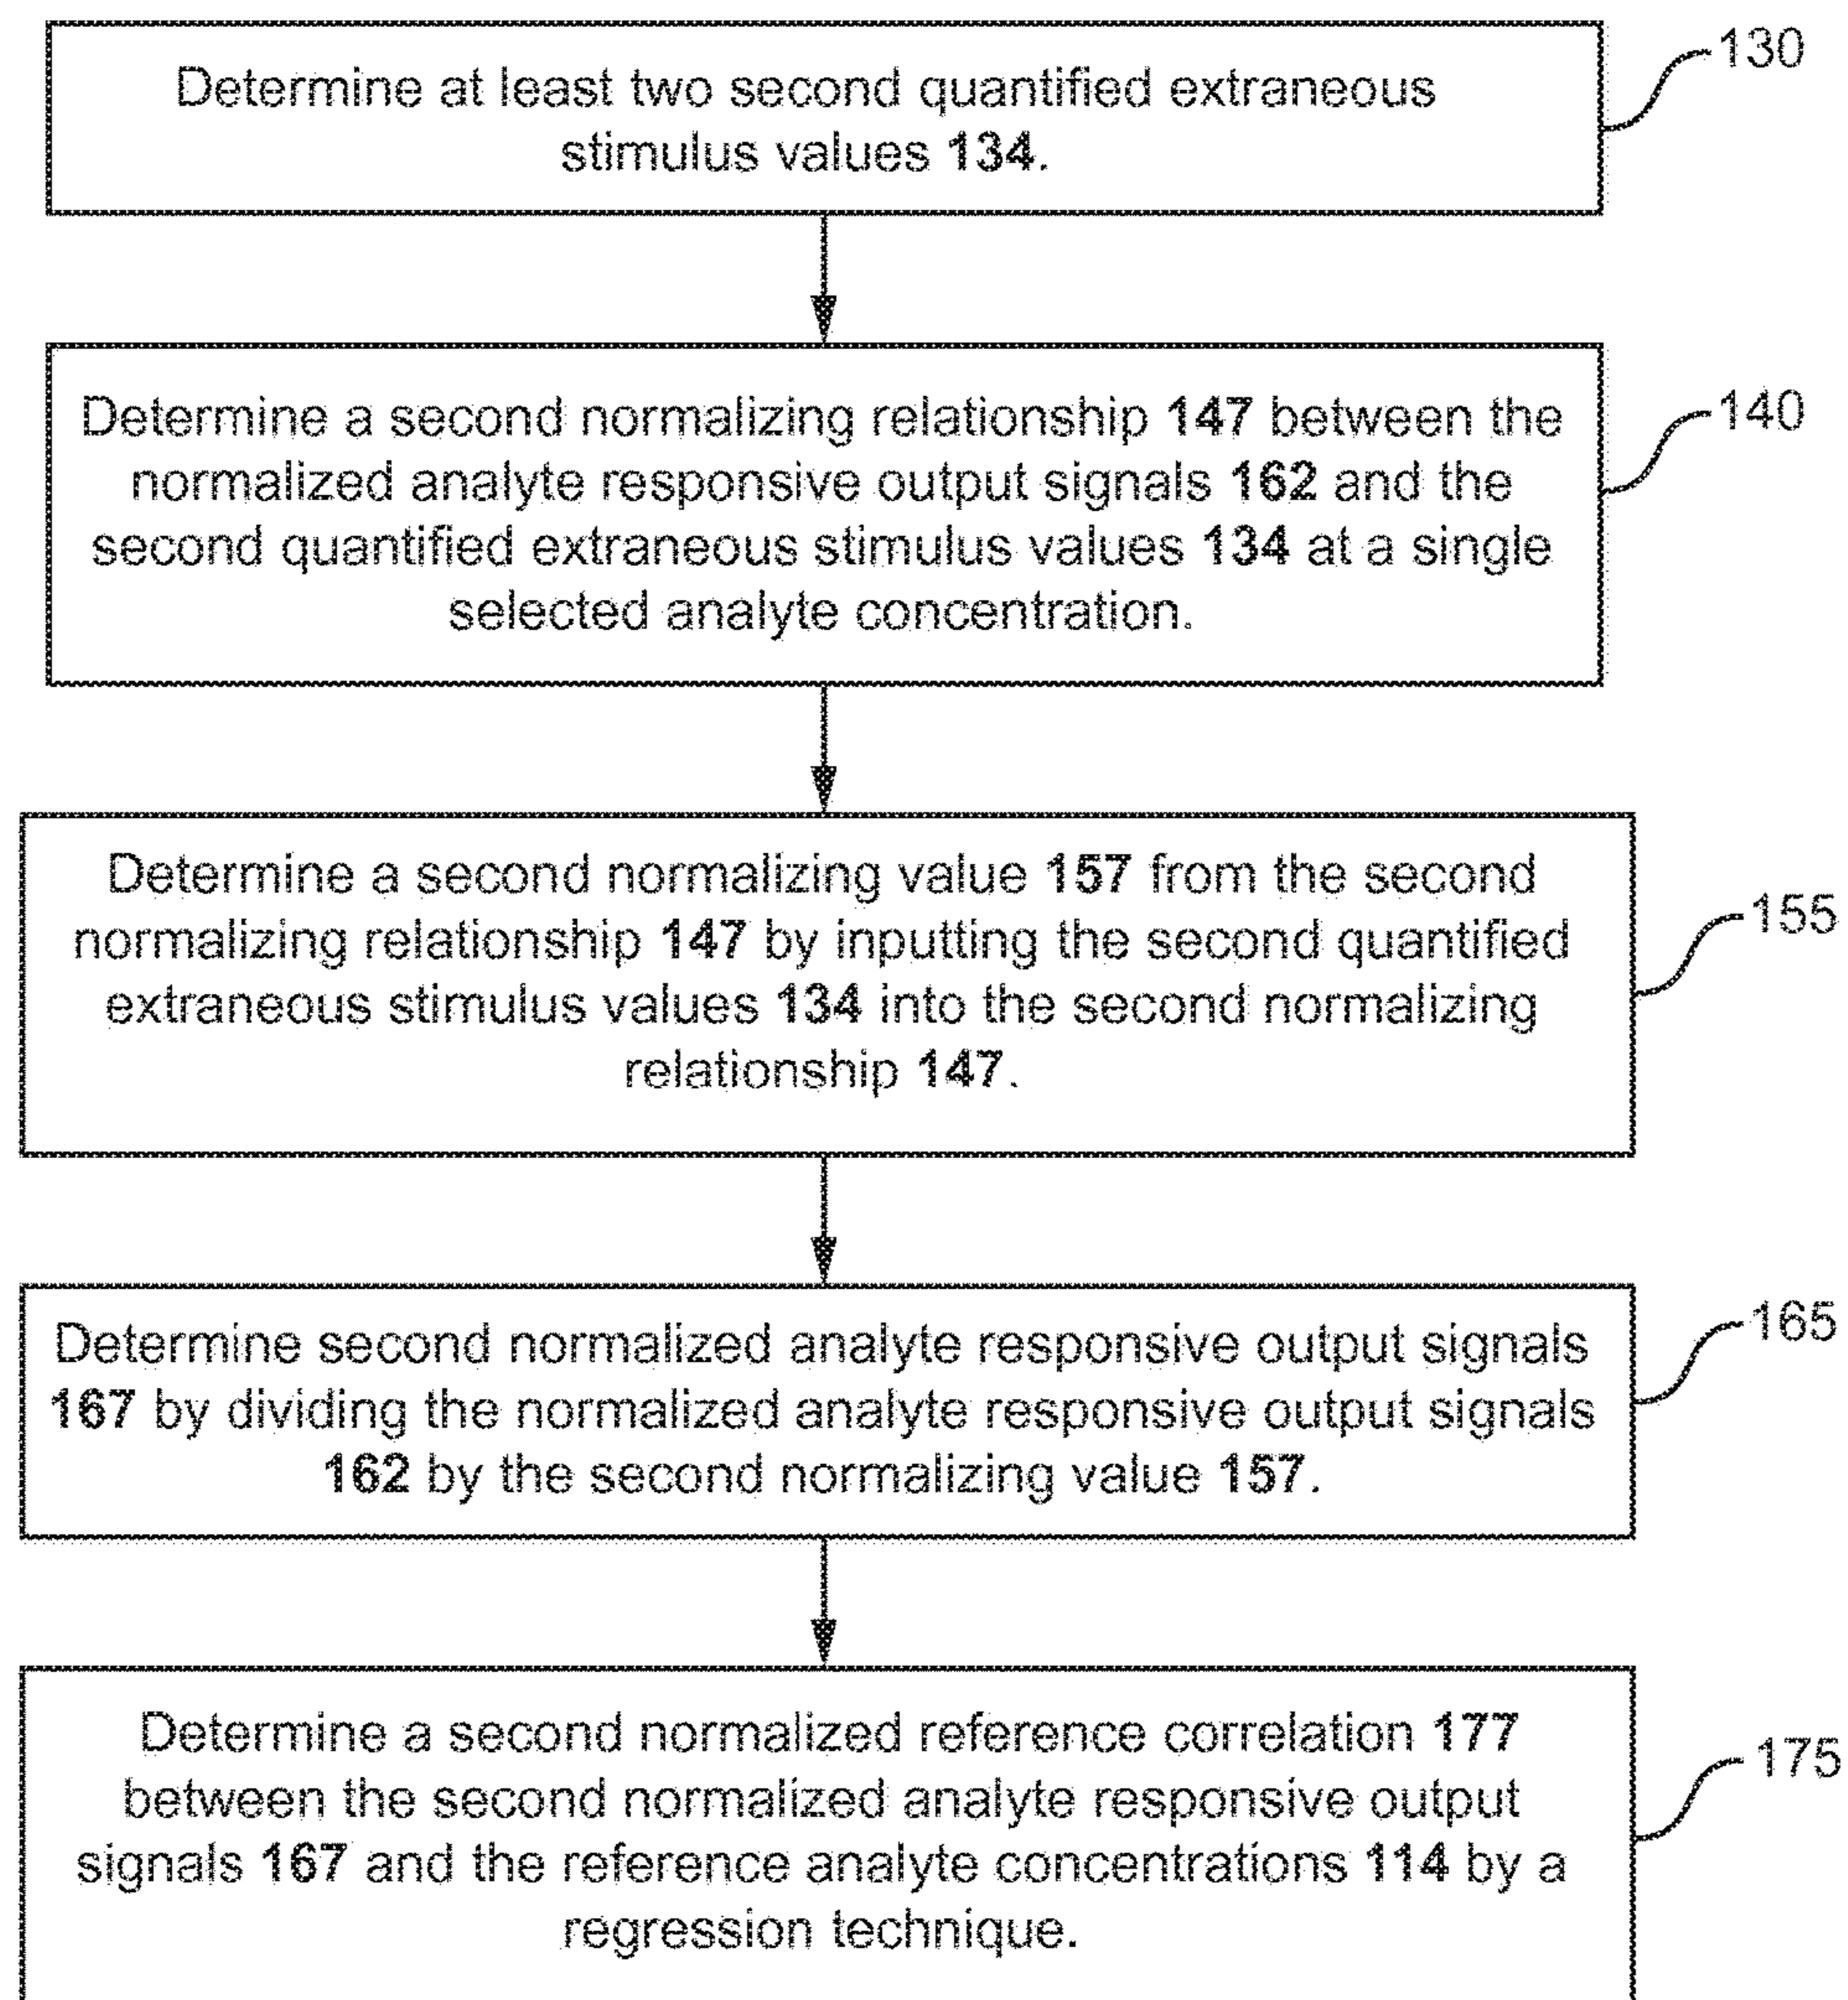 130
Determine at least two second quantified extraneous
stimulus values 134.
140
Determine a second normalizing relationship 147 between the
normalized analyte responsive output signals 162 and the
second quantified extraneous stimulus values 134 at a single
selected analyte concentration.
155
Determine a second normalizing value 157 from the second
normalizing relationship 147 by inputting the second quantified
extraneous stimulus values 134 into the second normalizing
relationship 147.
165
Determine second normalized analyte responsive output signals
167 by dividing the normalized analyte responsive output signals
162 by the second normalizing value 157.
175
Determine a second normalized reference correlation 177
between the second normalized analyte responsive output
signals 167 and the reference analyte concentrations 114 by a
regression technique.